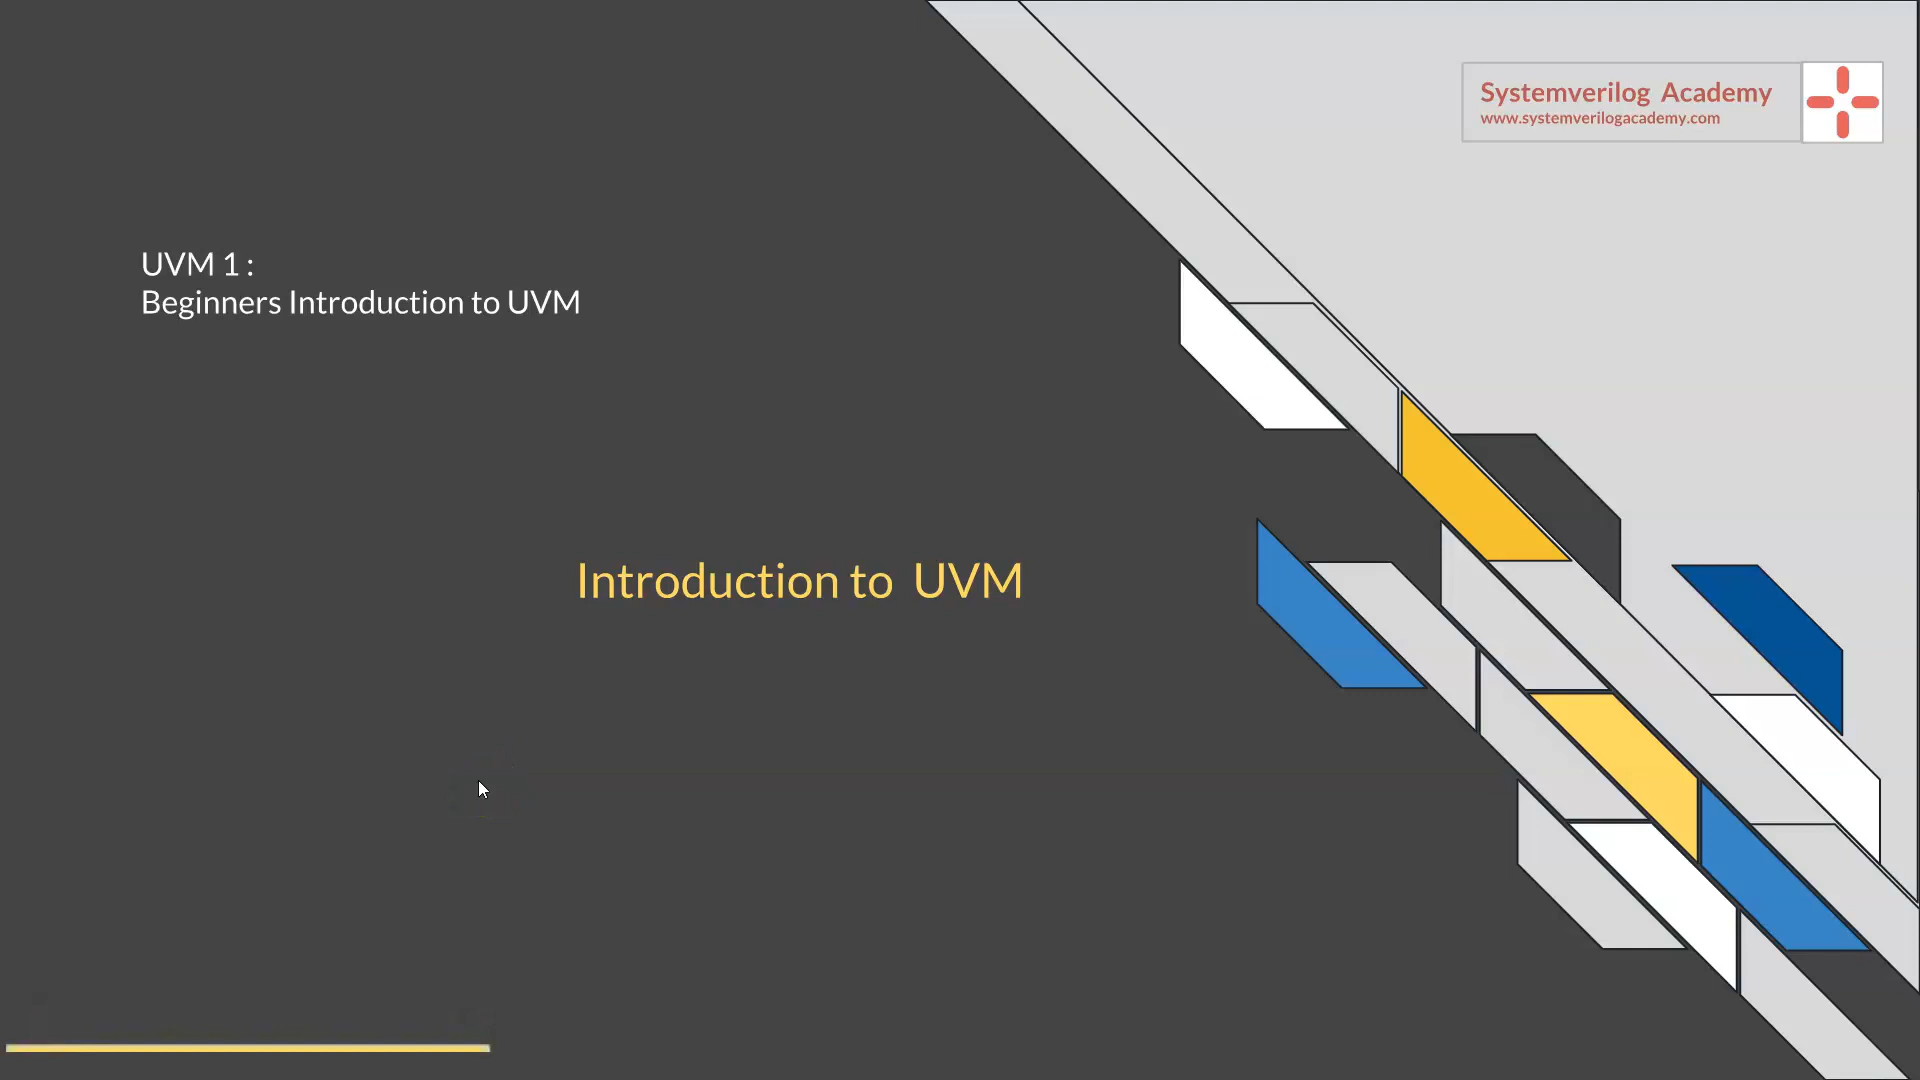 Systemverilog Academy
www.systemverilogacademy.com
UVM 1 :
Beginners Introduction to UVM
Introduction to UVM